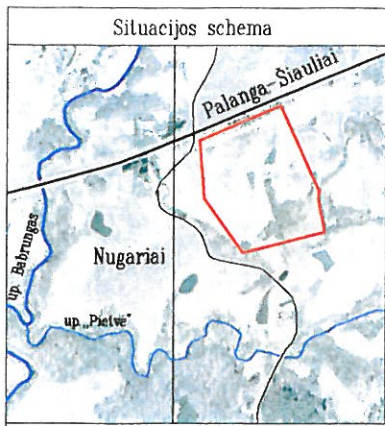 Situacijos schema
Palanga-Šiauliai
up. Babrungas
Nugariai
up. „Pietvė"